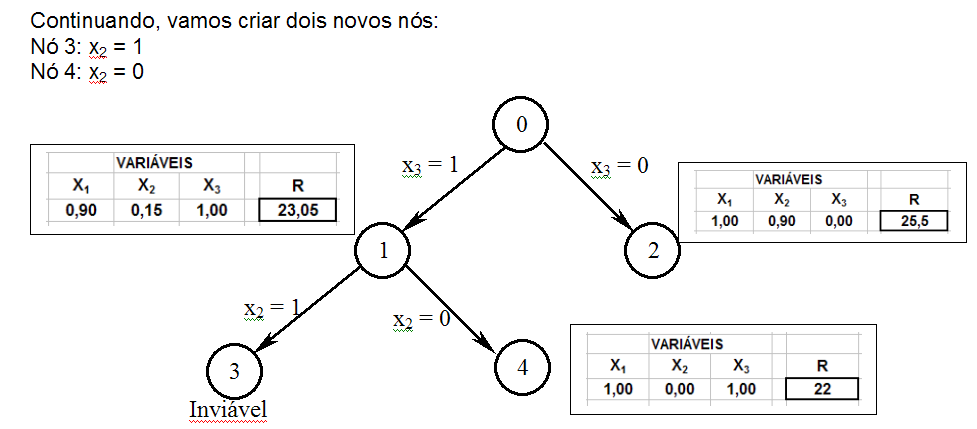 Continuando, vamos criar dois novos nós:
Nó 3: x₂ = 1
Nó 4: x₂ = 0
0
x₃ = 1
x₃ = 0
VARIÁVEIS
X₁ X₂ X₃ R
0,90 0,15 1,00 23,05
VARIÁVEIS
X₁ X₂ X₃ R
1,00 0,90 0,00 25,5
1
2
x₂ = 1
x₂ = 0
3
Inviável
4
VARIÁVEIS
X₁ X₂ X₃ R
1,00 0,00 1,00 22